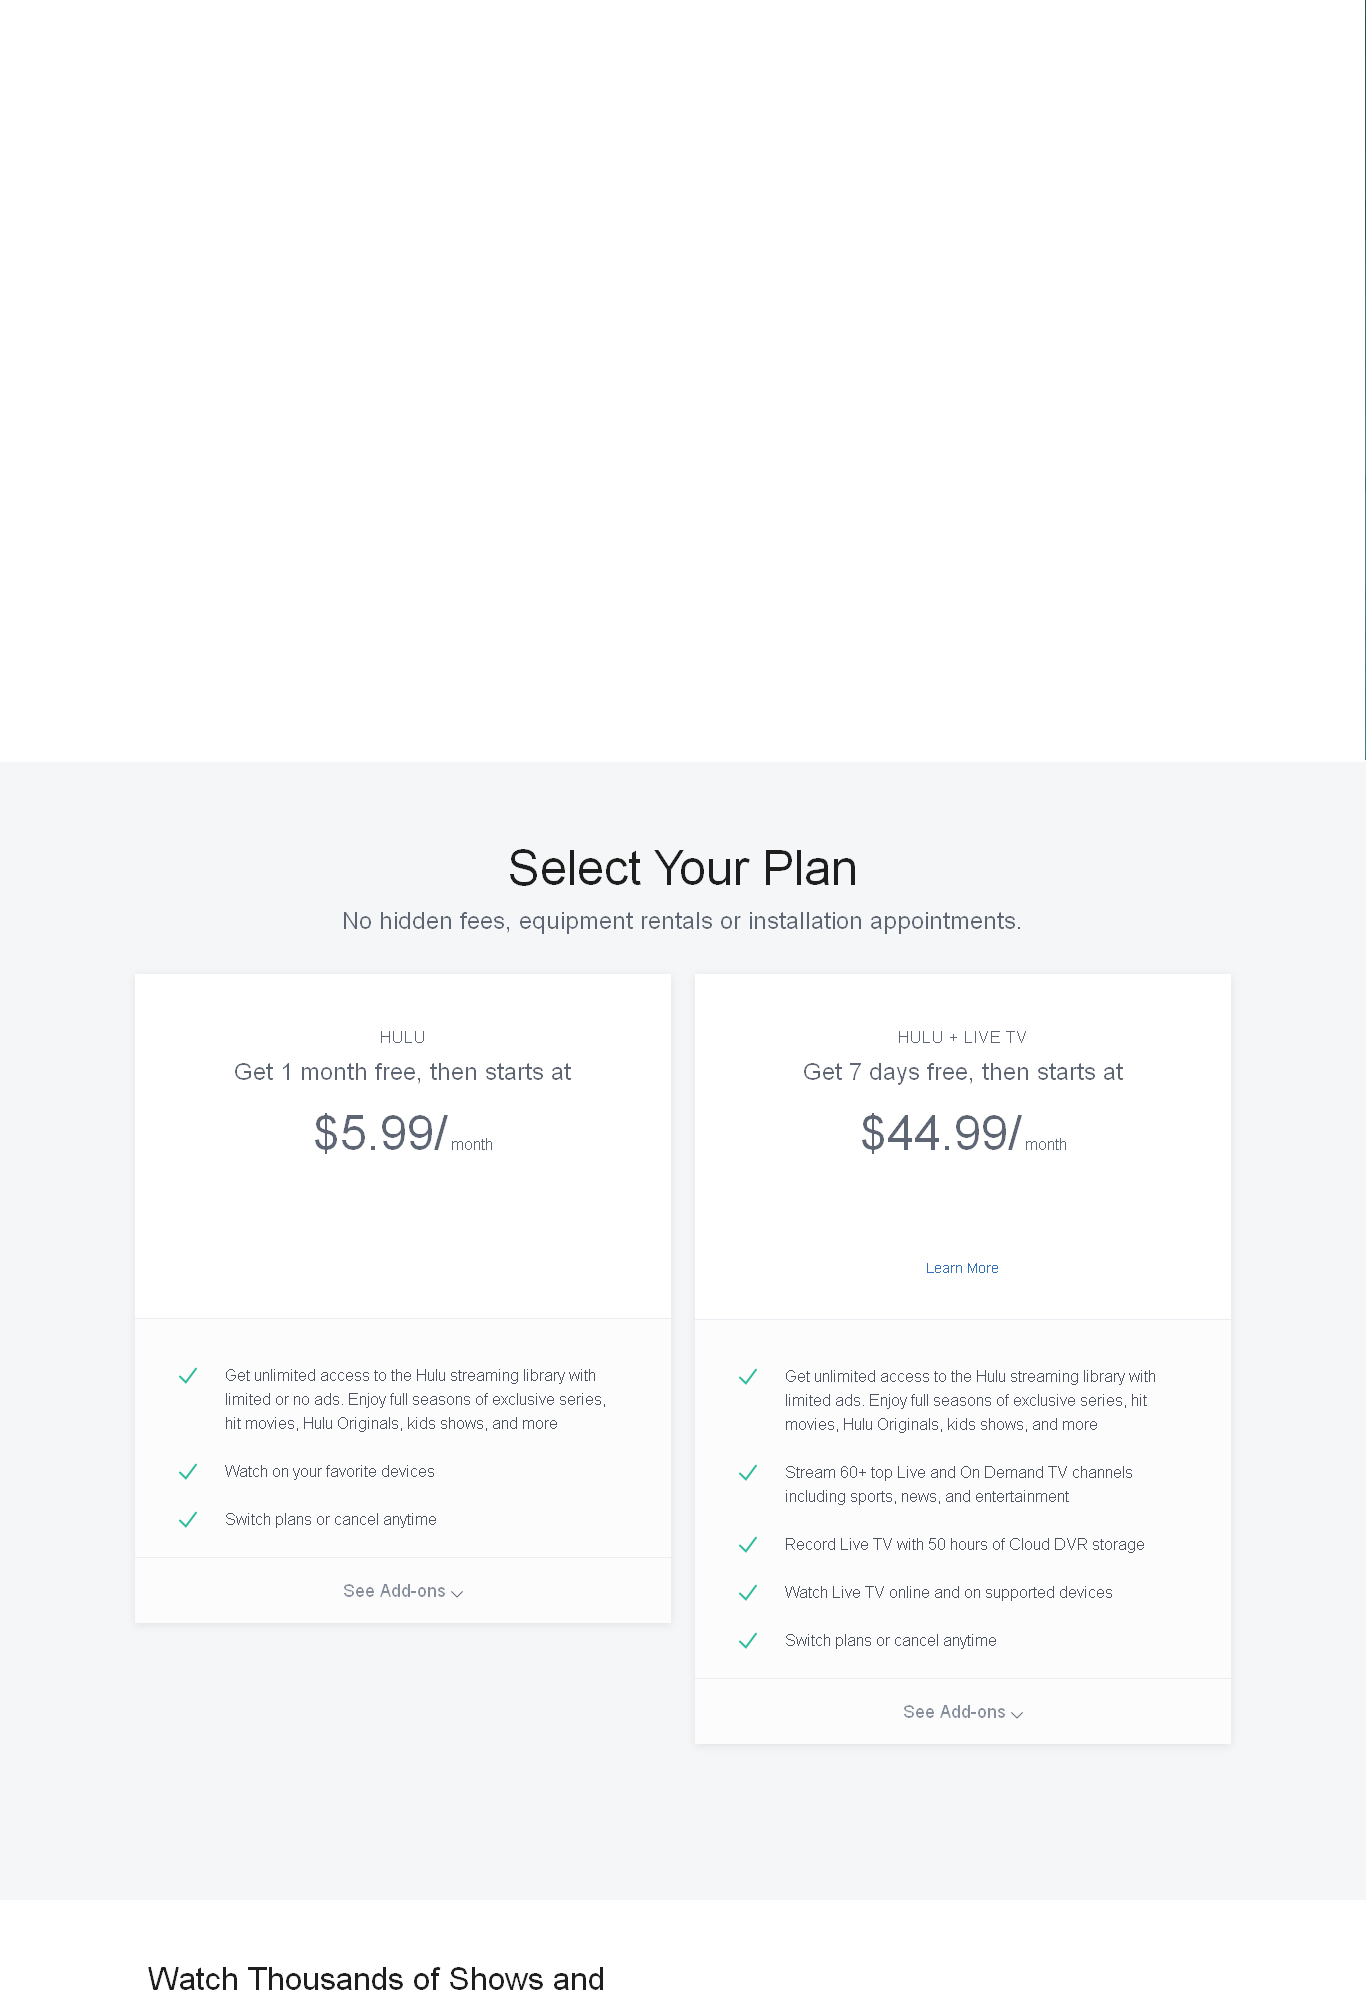 Select Your Plan
No hidden fees, equipment rentals or installation appointments.
HULU
Get 1 month free, then starts at
$5.99/ month
Get unlimited access to the Hulu streaming library with
limited or no ads. Enjoy full seasons of exclusive series,
hit movies, Hulu Originals, kids shows, and more
Watch on your favorite devices
Switch plans or cancel anytime
See Add-ons
HULU + LIVE TV
Get 7 days free, then starts at
$44.99/ month
Learn More
Get unlimited access to the Hulu streaming library with
limited ads. Enjoy full seasons of exclusive series, hit
movies, Hulu Originals, kids shows, and more
Stream 60+ top Live and On Demand TV channels
including sports, news, and entertainment
Record Live TV with 50 hours of Cloud DVR storage
Watch Live TV online and on supported devices
Switch plans or cancel anytime
See Add-ons
Watch Thousands of Shows and